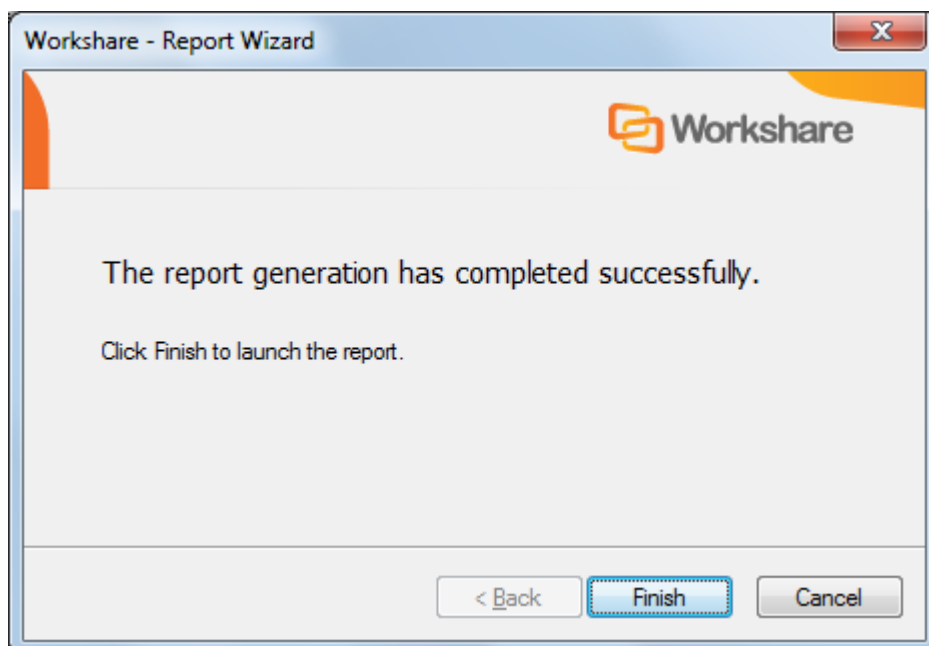 Workshare - Report Wizard
Workshare
The report generation has completed successfully.
Click Finish to launch the report.
< Back
Finish
Cancel